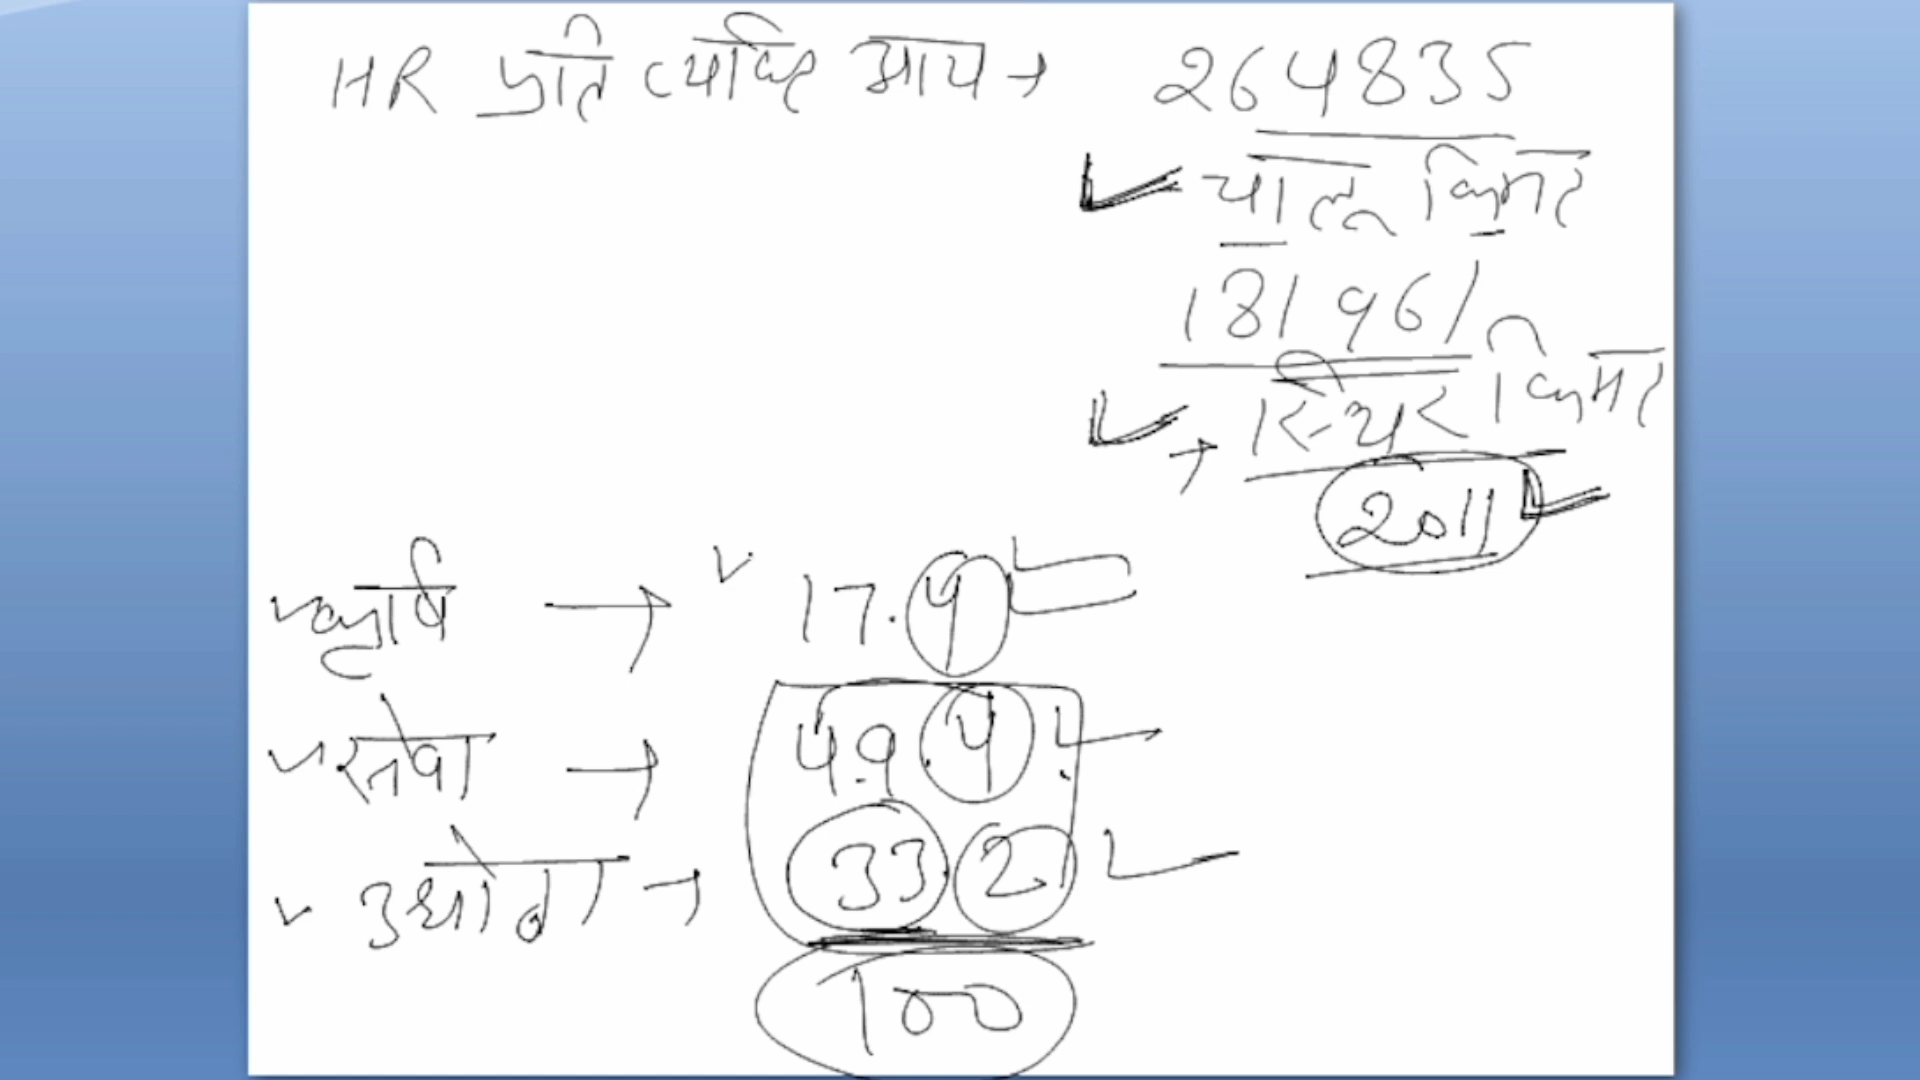 HR प्रति व्यक्ति आय → 264835
चालू किमत
181961
→ स्थिर किमत
2011
कृषि → 17.4
सेवा → 49.4
उद्योग → 33.2
100